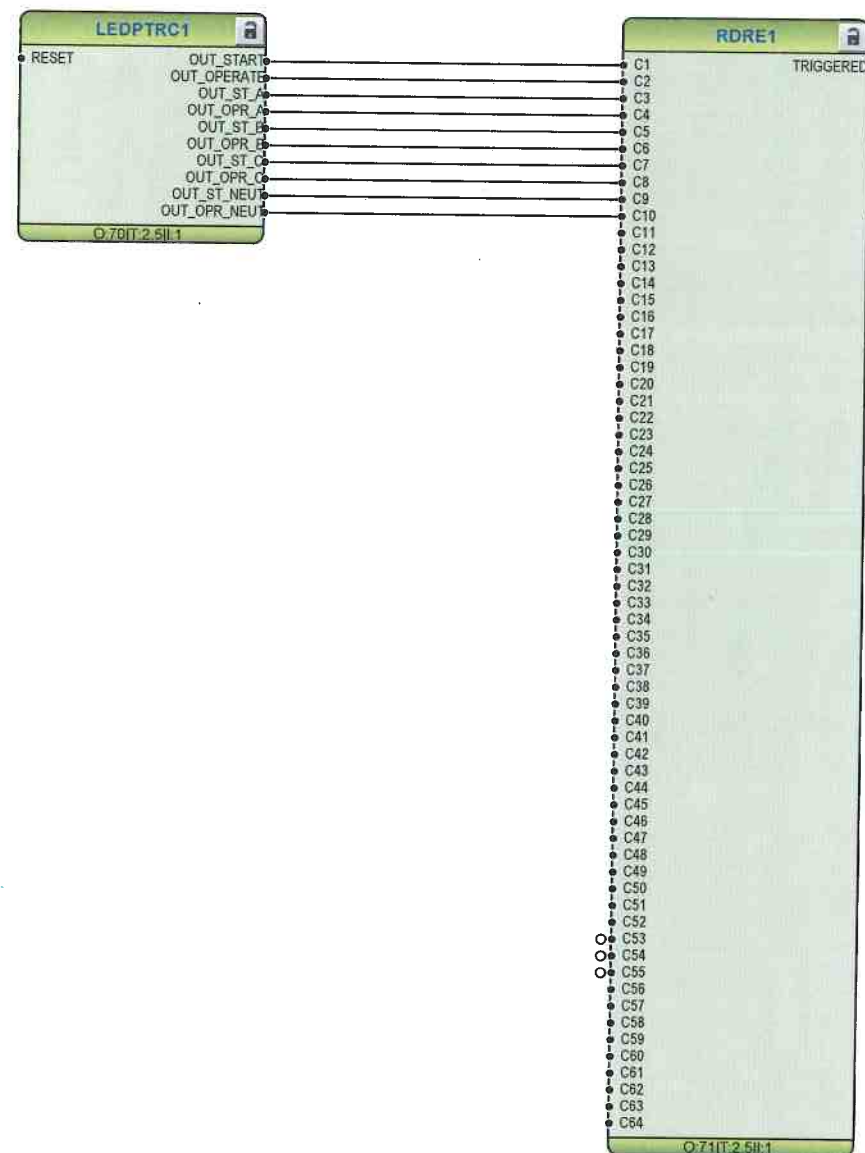 LEDPTRC1
RESET
OUT_START
OUT_OPERATE
OUT_ST_A
OUT_OPR_A
OUT_ST_B
OUT_OPR_B
OUT_ST_C
OUT_OPR_C
OUT_ST_NEUT
OUT_OPR_NEUT
O:70|T:2.5|I:1
RDRE1
C1 TRIGGERED
C2
C3
C4
C5
C6
C7
C8
C9
C10
C11
C12
C13
C14
C15
C16
C17
C18
C19
C20
C21
C22
C23
C24
C25
C26
C27
C28
C29
C30
C31
C32
C33
C34
C35
C36
C37
C38
C39
C40
C41
C42
C43
C44
C45
C46
C47
C48
C49
C50
C51
C52
C53
C54
C55
C56
C57
C58
C59
C60
C61
C62
C63
C64
O:71|T:2.5|I:1